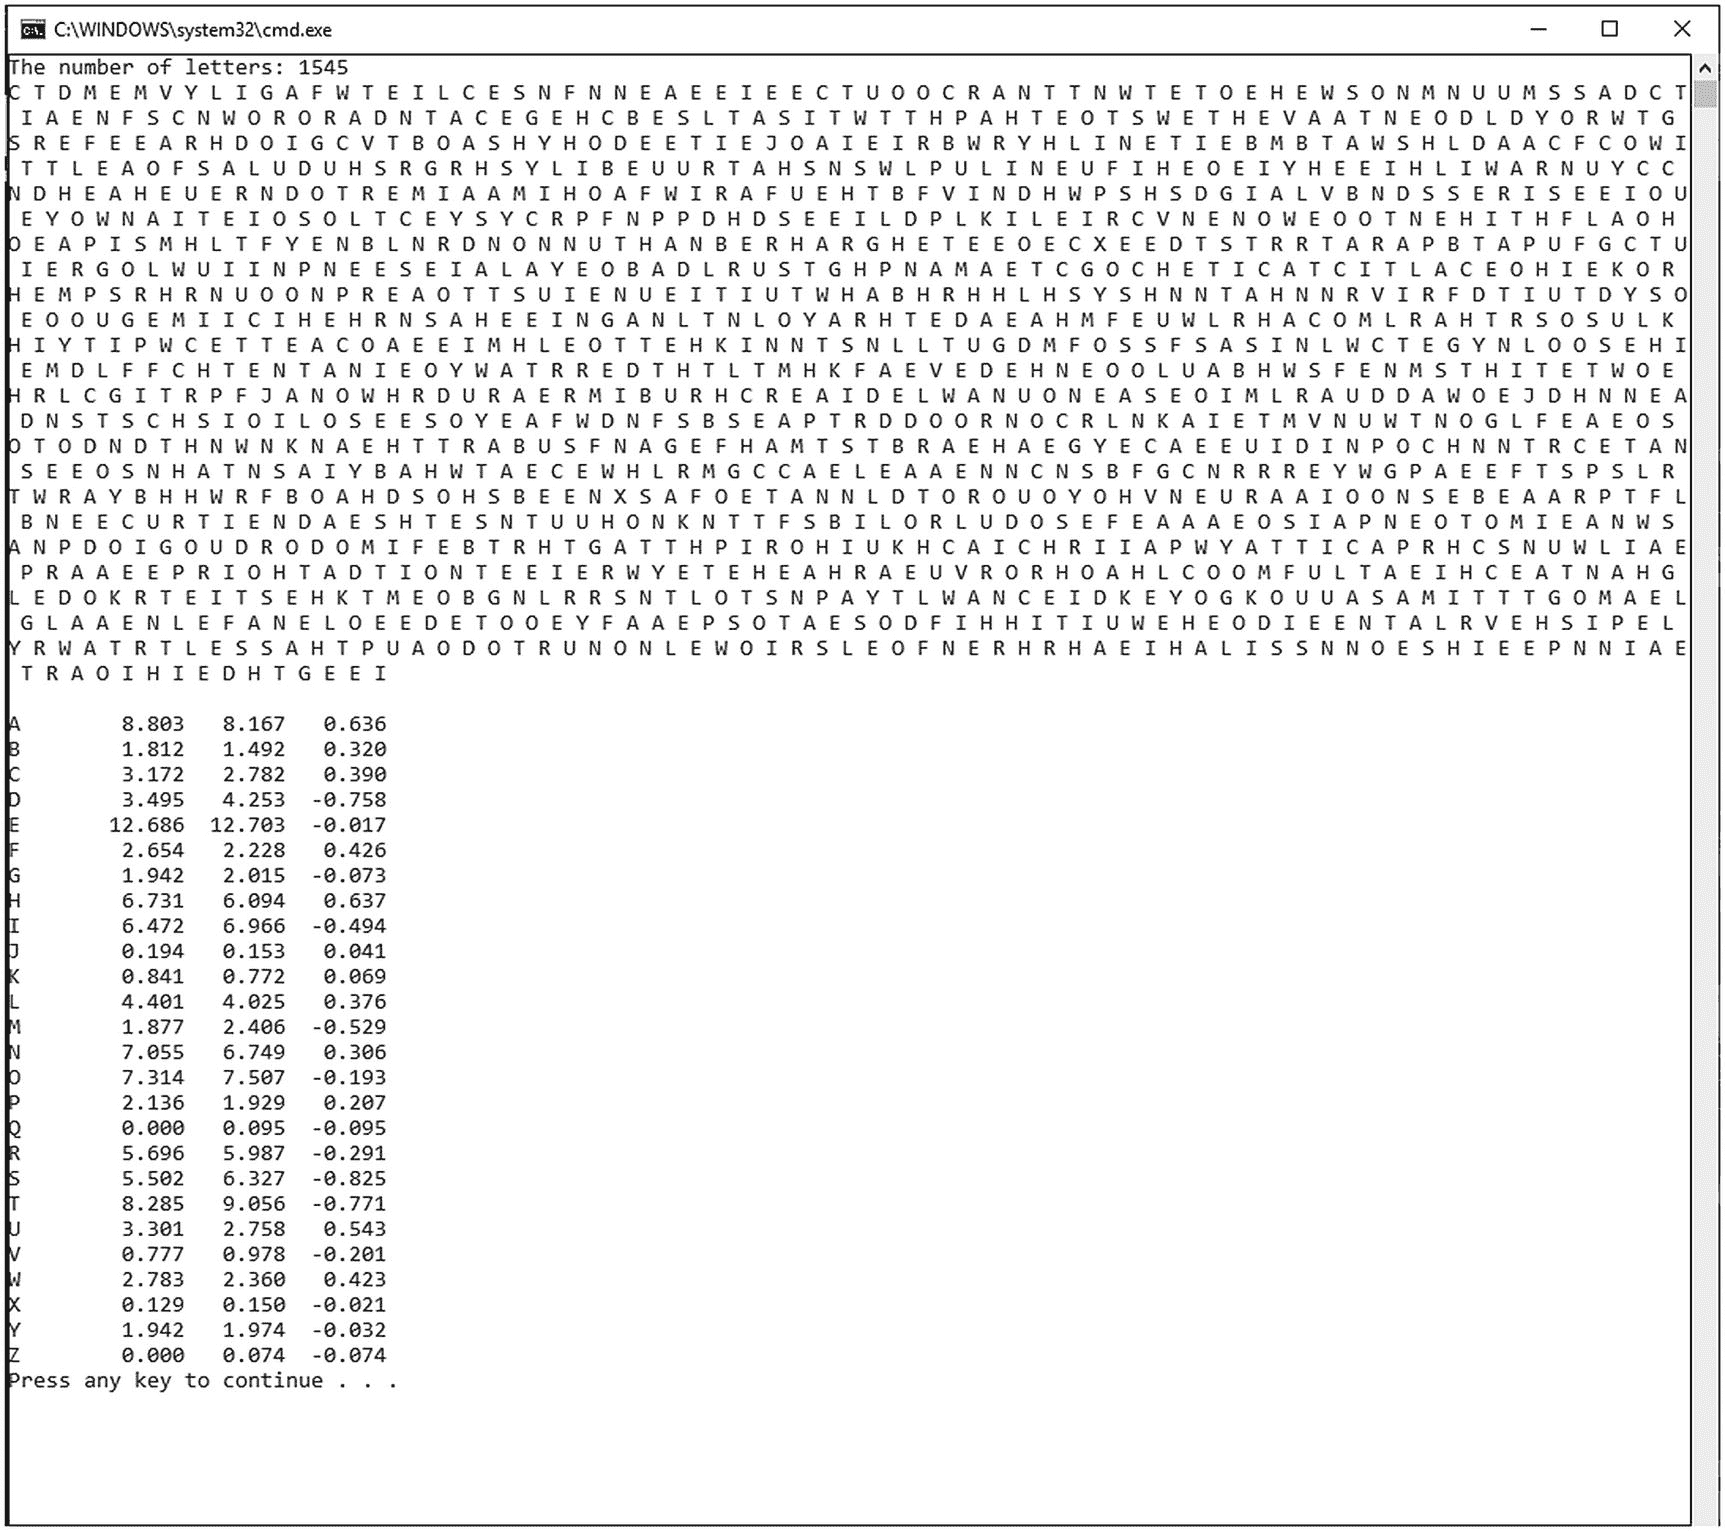 C:\WINDOWS\system32\cmd.exe
The number of letters: 1545
C T D M E M V Y L I G A F W T E I L C E S N F N N E A E E I E E C T U O O C R A N T T N W T E T O E H E W S O N M N U U M S S A D C T
I A E N F S C N W O R O R A D N T A C E G E H C B E S L T A S I T W T T H P A H T E O T S W E T H E V A A T N E O D L D Y O R W T G
S R E F E E A R H D O I G C V T B O A S H Y H O D E E T I E J O A I E I R B W R Y H L I N E T I E B M B T A W S H L D A A C F C O W I
T T L E A O F S A L U D U H S R G R H S Y L I B E U U R T A H S N S W L P U L I N E U F I H E O E I Y H E E I H L I W A R N U Y C C
N D H E A H E U E R N D O T R E M I A A M I H O A F W I R A F U E H T B F V I N D H W P S H S D G I A L V B N D S S E R I S E E I O U
E Y O W N A I T E I O S O L T C E Y S Y C R P F N P P D H D S E E I L D P L K I L E I R C V N E N O W E O O T N E H I T H F L A O H
O E A P I S M H L T F Y E N B L N R D N O N N U T H A N B E R H A R G H E T E E O E C X E E D T S T R R T A R A P B T A P U F G C T U
I E R G O L W U I I N P N E E S E I A L A Y E O B A D L R U S T G H P N A M A E T C G O C H E T I C A T C I T L A C E O H I E K O R
H E M P S R H R N U O O N P R E A O T T S U I E N U E I T I U T W H A B H R H H L H S Y S H N N T A H N N R V I R F D T I U T D Y S O
E O O U G E M I I C I H E H R N S A H E E I N G A N L T N L O Y A R H T E D A E A H M F E U W L R H A C O M L R A H T R S O S U L K
H I Y T I P W C E T T E A C O A E E I M H L E O T T E H K I N N T S N L L T U G D M F O S S F S A S I N L W C T E G Y N L O O S E H I
E M D L F F C H T E N T A N I E O Y W A T R R E D T H T L T M H K F A E V E D E H N E O O L U A B H W S F E N M S T H I T E T W O E
H R L C G I T R P F J A N O W H R D U R A E R M I B U R H C R E A I D E L W A N U O N E A S E O I M L R A U D D A W O E J D H N N E A
D N S T S C H S I O I L O S E E S O Y E A F W D N F S B S E A P T R D D O O R N O C R L N K A I E T M V N U W T N O G L F E A E O S
O T O D N D T H N W N K N A E H T T R A B U S F N A G E F H A M T S T B R A E H A E G Y E C A E E U I D I N P O C H N N T R C E T A N
S E E O S N H A T N S A I Y B A H W T A E C E W H L R M G C C A E L E A A E N N C N S B F G C N R R R E Y W G P A E E F T S P S L R
T W R A Y B H H W R F B O A H D S O H S B E E N X S A F O E T A N N L D T O R O U O Y O H V N E U R A A I O O N S E B E A A R P T F L
B N E E C U R T I E N D A E S H T E S N T U U H O N K N T T F S B I L O R L U D O S E F E A A A E O S I A P N E O T O M I E A N W S
A N P D O I G O U D R O D O M I F E B T R H T G A T T H P I R O H I U K H C A I C H R I I A P W Y A T T I C A P R H C S N U W L I A E
P R A A E E P R I O H T A D T I O N T E E I E R W Y E T E H E A H R A E U V R O R H O A H L C O O M F U L T A E I H C E A T N A H G
L E D O K R T E I T S E H K T M E O B G N L R R S N T L O T S N P A Y T L W A N C E I D K E Y O G K O U U A S A M I T T T G O M A E L
G L A A E N L E F A N E L O E E D E T O O E Y F A A E P S O T A E S O D F I H H I T I U W E H E O D I E E N T A L R V E H S I P E L
Y R W A T R T L E S S A H T P U A O D O T R U N O N L E W O I R S L E O F N E R H R H A E I H A L I S S N N O E S H I E E P N N I A E
T R A O I H I E D H T G E E I
A 8.803 8.167 0.636
B 1.812 1.492 0.320
C 3.172 2.782 0.390
D 3.495 4.253 -0.758
E 12.686 12.703 -0.017
F 2.654 2.228 0.426
G 1.942 2.015 -0.073
H 6.731 6.094 0.637
I 6.472 6.966 -0.494
J 0.194 0.153 0.041
K 0.841 0.772 0.069
L 4.401 4.025 0.376
M 1.877 2.406 -0.529
N 7.055 6.749 0.306
O 7.314 7.507 -0.193
P 2.136 1.929 0.207
Q 0.000 0.095 -0.095
R 5.696 5.987 -0.291
S 5.502 6.327 -0.825
T 8.285 9.056 -0.771
U 3.301 2.758 0.543
V 0.777 0.978 -0.201
W 2.783 2.360 0.423
X 0.129 0.150 -0.021
Y 1.942 1.974 -0.032
Z 0.000 0.074 -0.074
Press any key to continue . . .